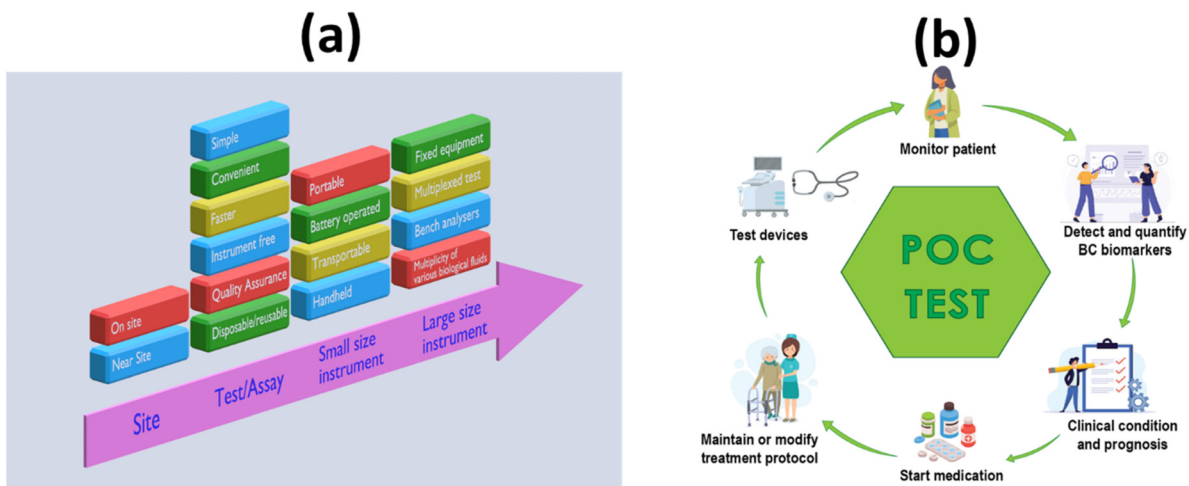 (a)
On site
Near Site
Simple
Convenient
Faster
Instrument free
Quality Assurance
Disposable/reusable
Portable
Battery operated
Transportable
Handheld
Fixed equipment
Multiplexed test
Bench analysers
Multiplicity of
various biological fluids
Site
Test/Assay
Small size
instrument
Large size
instrument
(b)
Monitor patient
Detect and quantify
BC biomarkers
Clinical condition
and prognosis
Start medication
Maintain or modify
treatment protocol
Test devices
POC
TEST